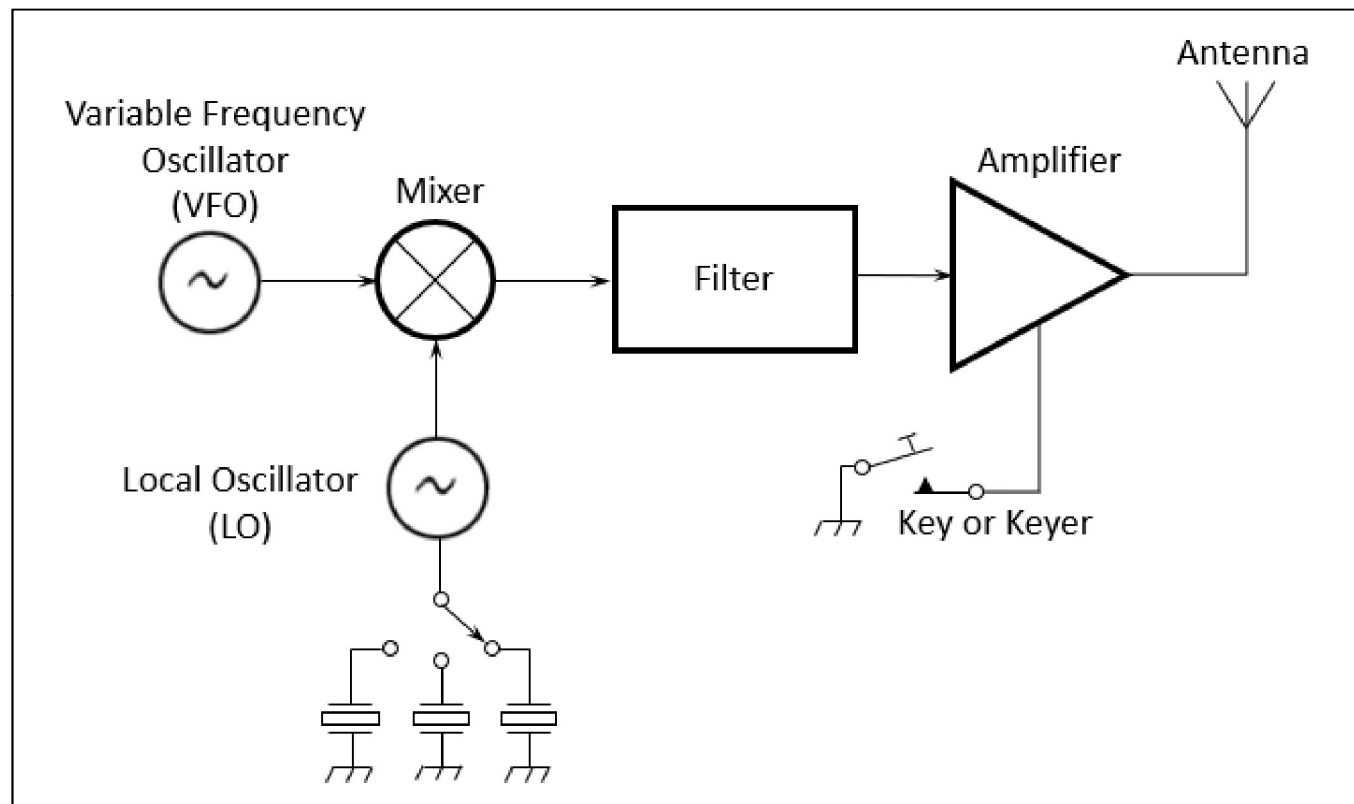 Antenna
Variable Frequency
Oscillator
(VFO)
Mixer
Amplifier
Filter
Local Oscillator
(LO)
Key or Keyer